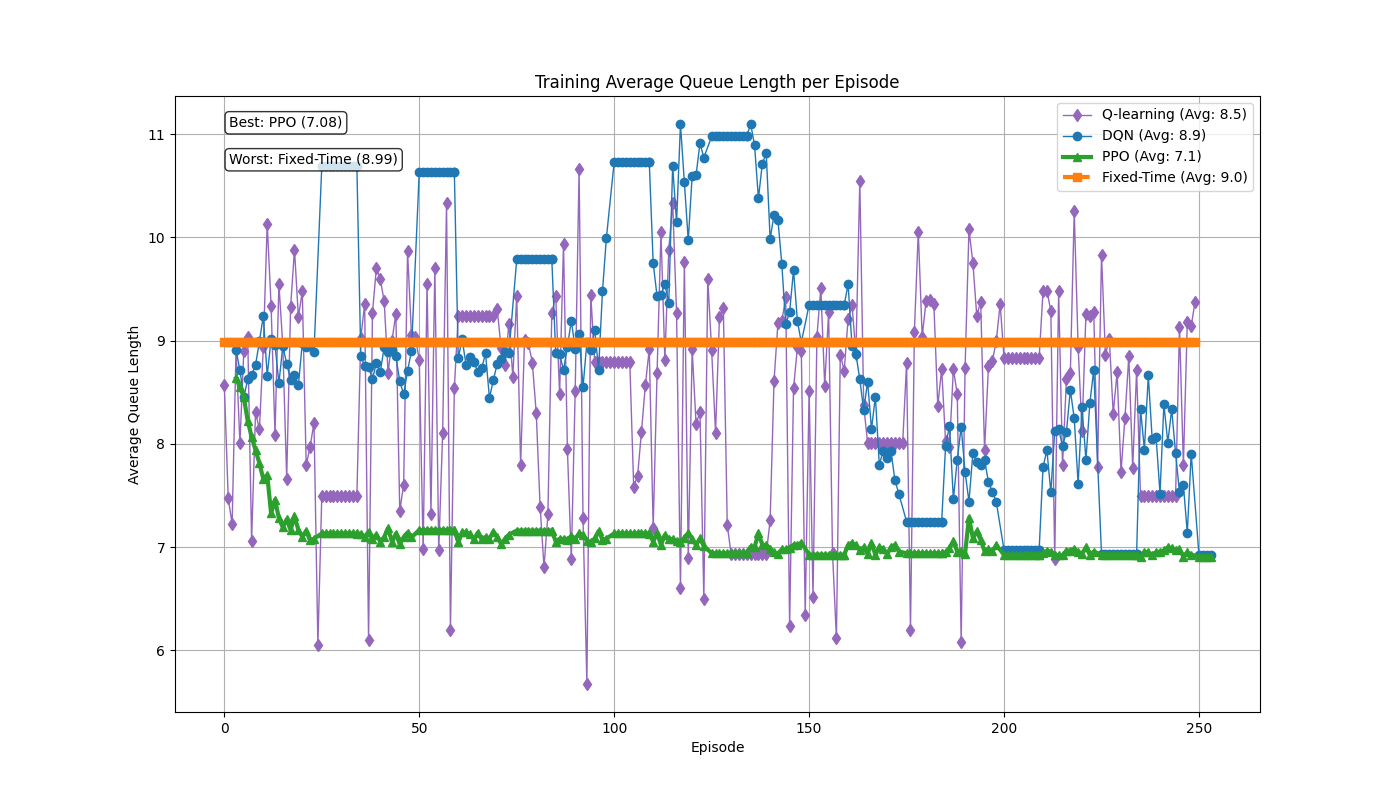 Training Average Queue Length per Episode
Best: PPO (7.08)
Worst: Fixed-Time (8.99)
Q-learning (Avg: 8.5)
DQN (Avg: 8.9)
PPO (Avg: 7.1)
Fixed-Time (Avg: 9.0)
Average Queue Length
11
10
9
8
7
6
0
50
100
150
200
250
Episode